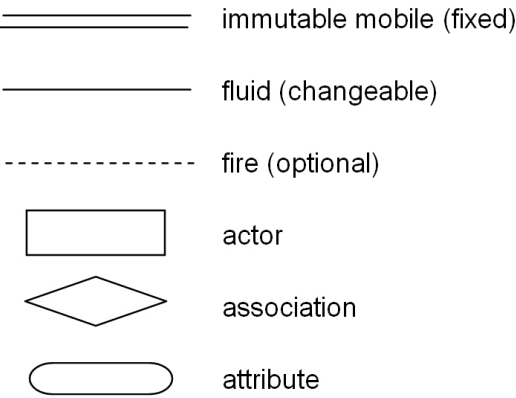 immutable mobile (fixed)
fluid (changeable)
fire (optional)
actor
association
attribute